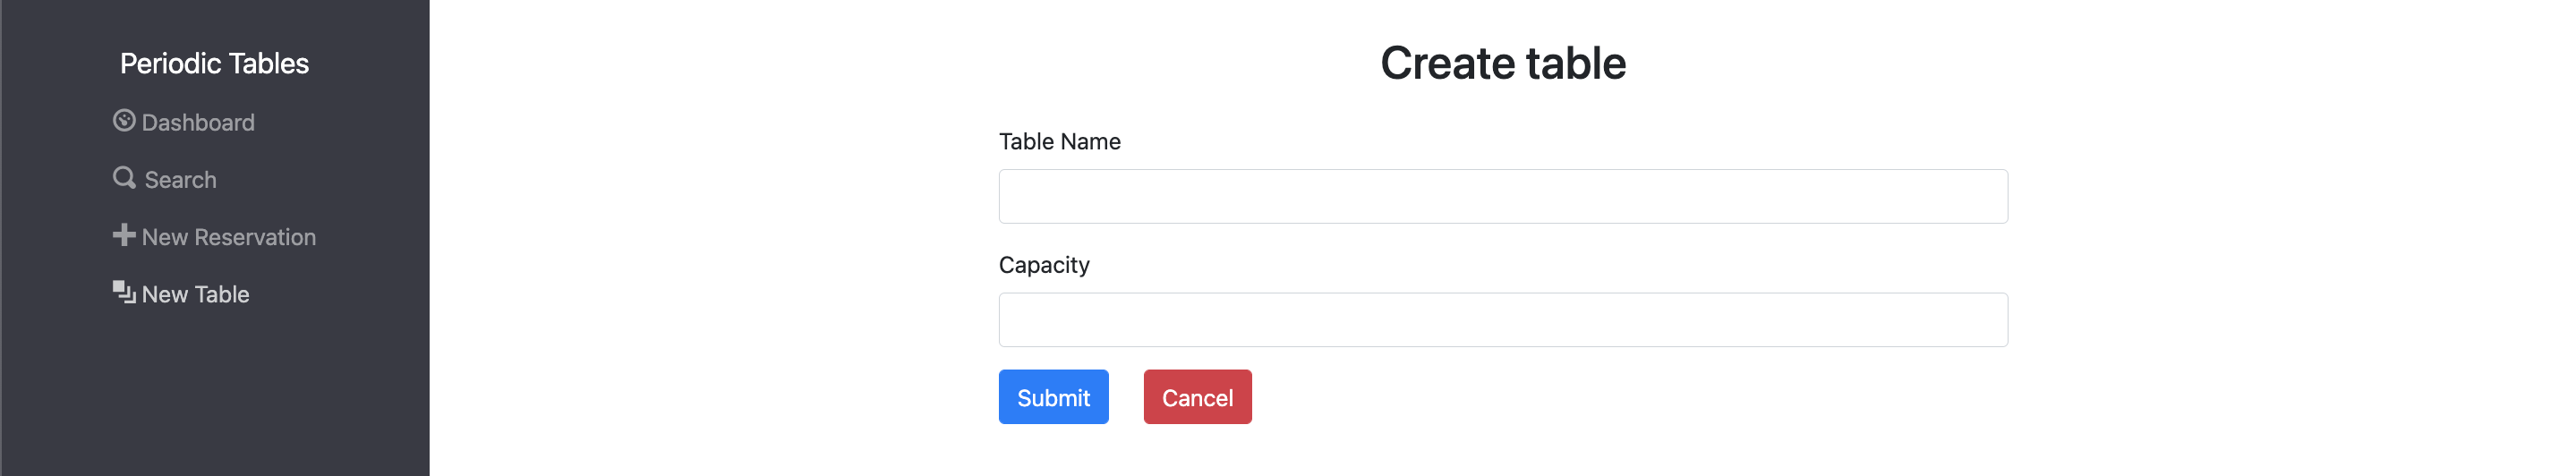 Periodic Tables
Dashboard
Search
New Reservation
New Table
Create table
Table Name
Capacity
Submit
Cancel